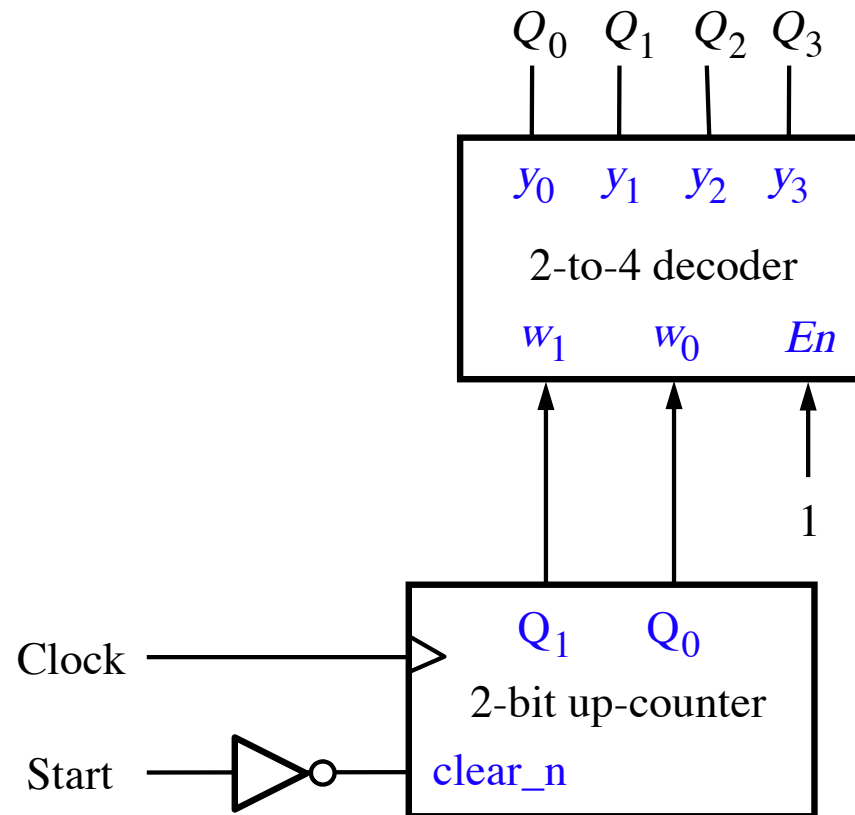 Q0 Q1 Q2 Q3
y0 y1 y2 y3
2-to-4 decoder
w1 w0 En
1
Q1 Q0
Clock
2-bit up-counter
Start
clear_n